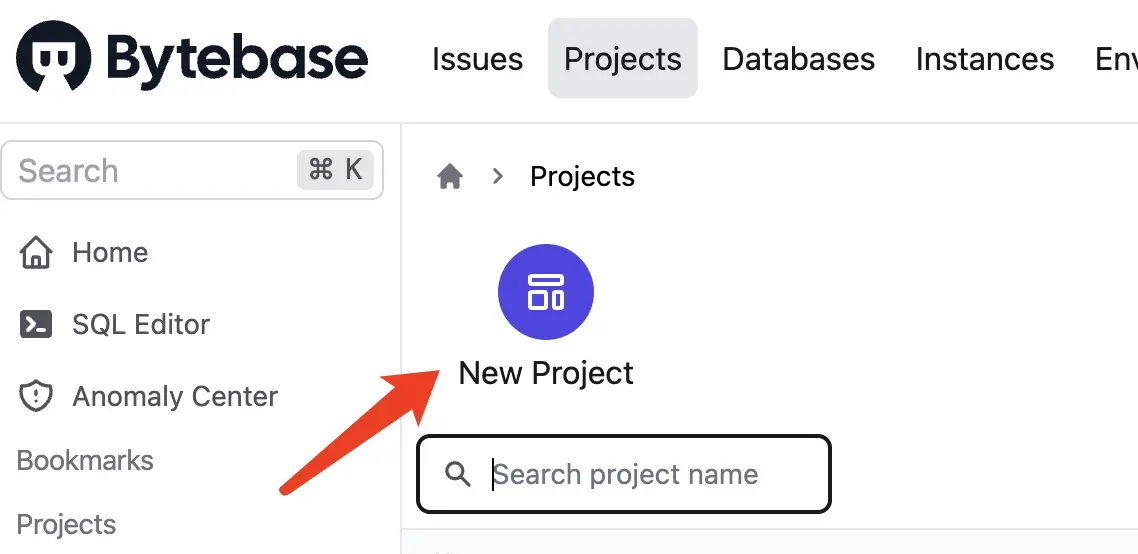 Bytebase
Issues
Projects
Databases
Instances
Search
⌘ K
Home
SQL Editor
Anomaly Center
Bookmarks
Projects
Projects
New Project
Search project name